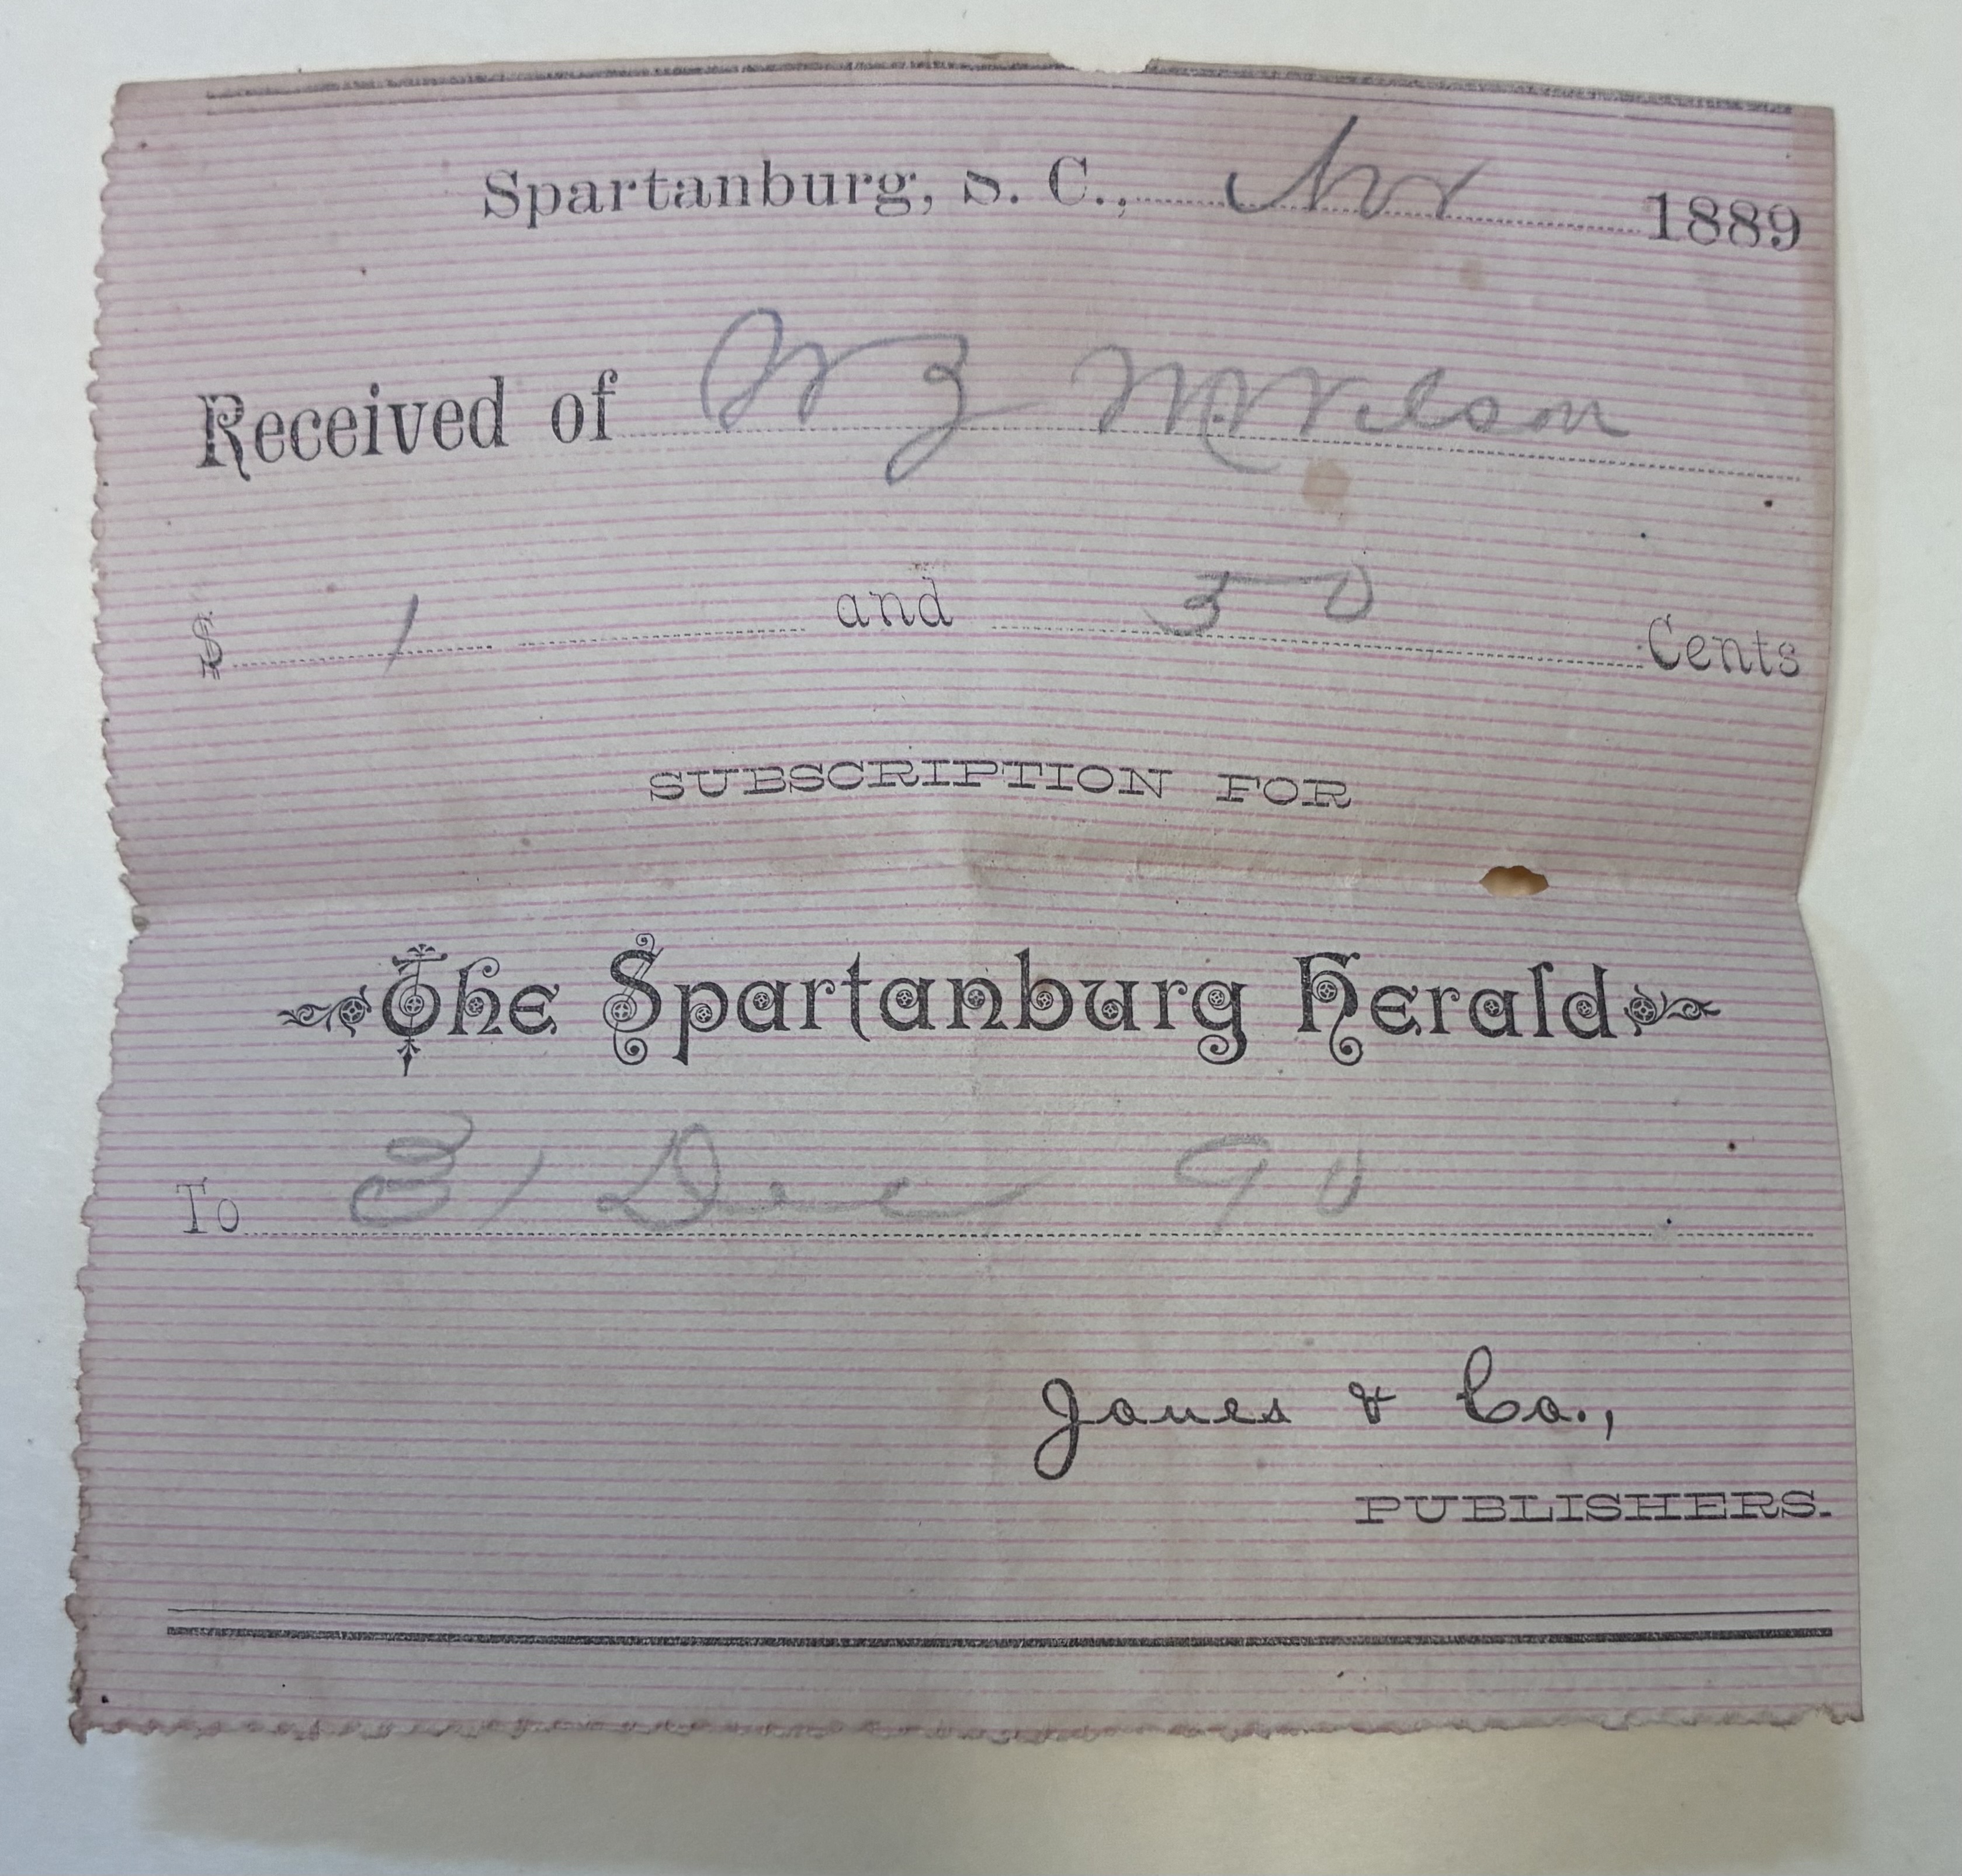 Spartanburg, S. C., Nov 1889
Received of W Z McNelson
$ 1 and 50 Cents
SUBSCRIPTION FOR
The Spartanburg Herald
To 31 Dec 90
Jones & Co.,
PUBLISHERS.